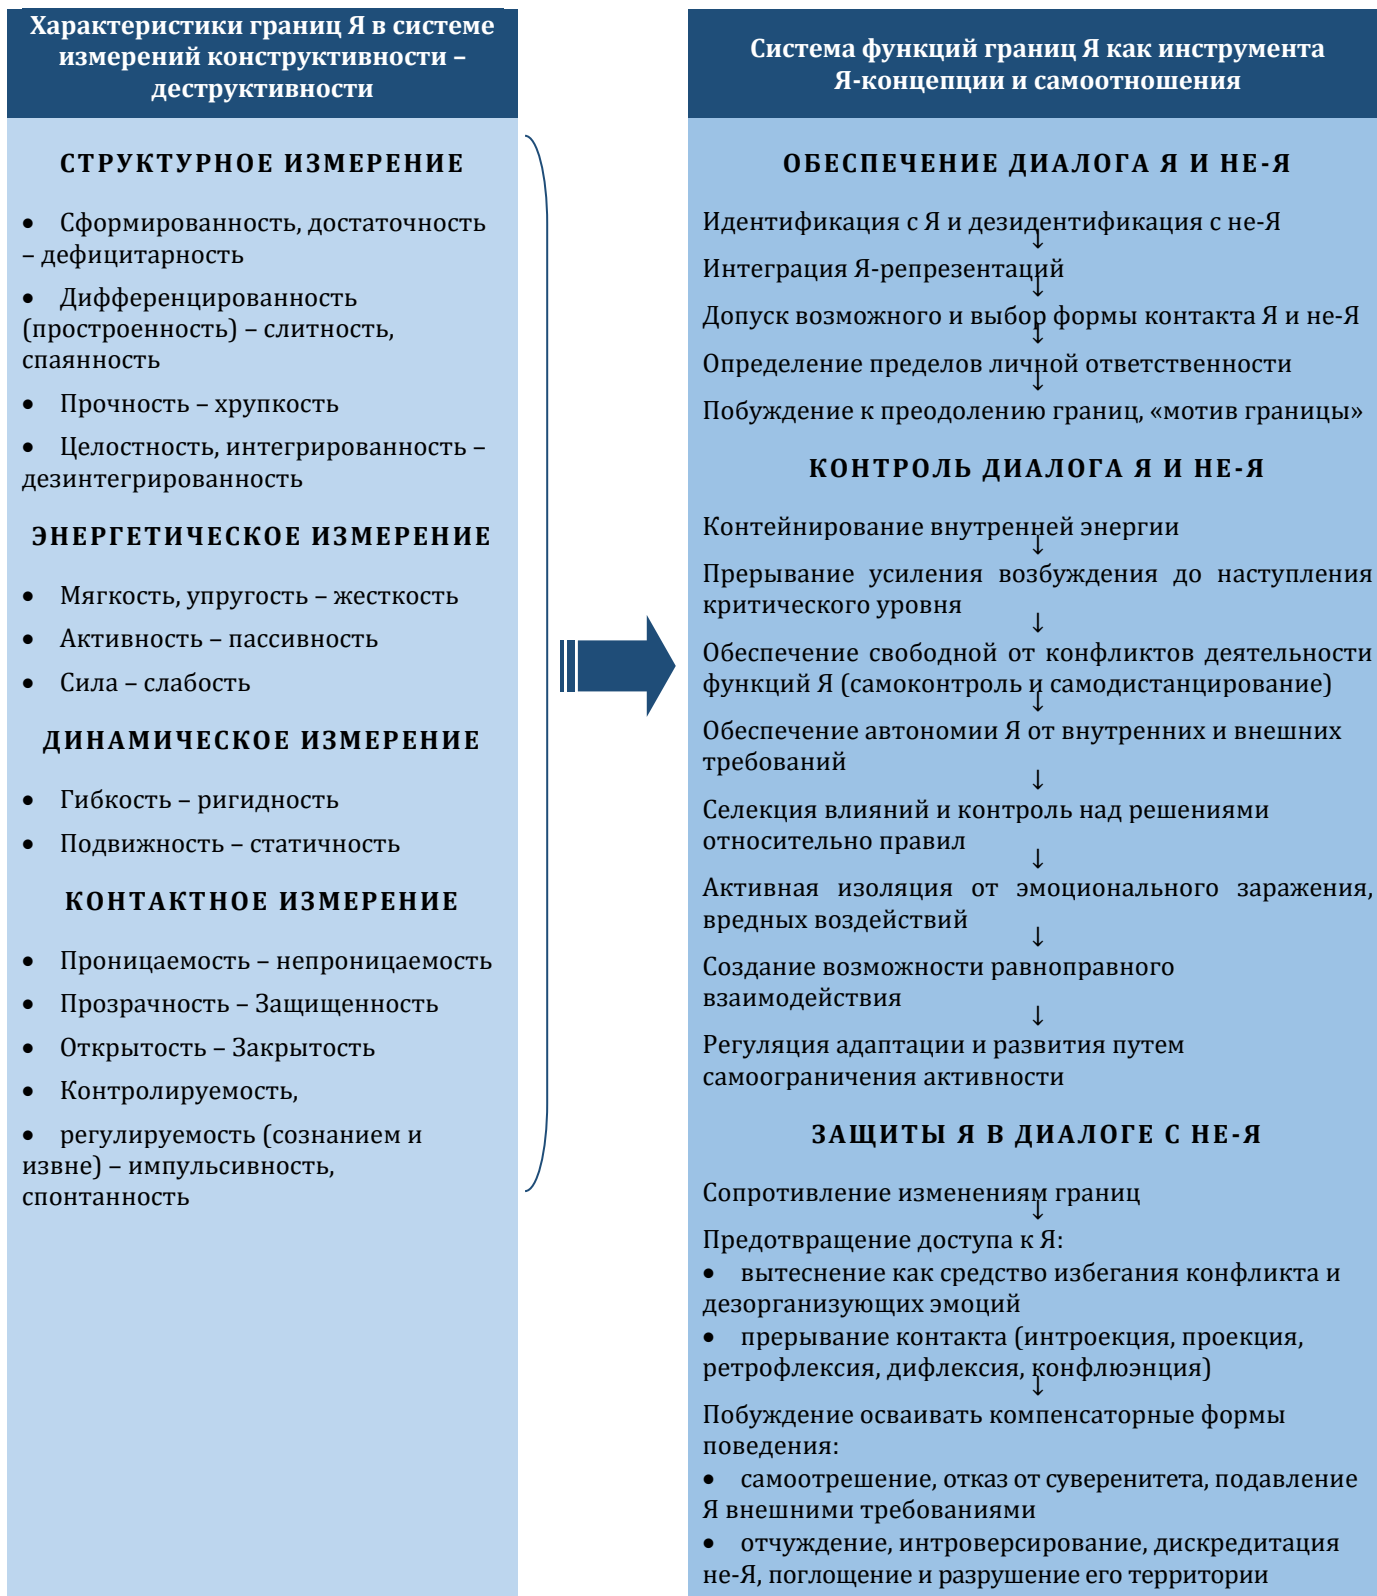 Характеристики границ Я в системе
измерений конструктивности –
деструктивности
СТРУКТУРНОЕ ИЗМЕРЕНИЕ
• Сформированность, достаточность
– дефицитарность
• Дифференцированность
(простроенность) – слитность,
спаянность
• Прочность – хрупкость
• Целостность, интегрированность –
дезинтегрированность
ЭНЕРГЕТИЧЕСКОЕ ИЗМЕРЕНИЕ
• Мягкость, упругость – жесткость
• Активность – пассивность
• Сила – слабость
ДИНАМИЧЕСКОЕ ИЗМЕРЕНИЕ
• Гибкость – ригидность
• Подвижность – статичность
КОНТАКТНОЕ ИЗМЕРЕНИЕ
• Проницаемость – непроницаемость
• Прозрачность – Защищенность
• Открытость – Закрытость
• Контролируемость,
• регулируемость (сознанием и
извне) – импульсивность,
спонтанность
Система функций границ Я как инструмента
Я-концепции и самоотношения
ОБЕСПЕЧЕНИЕ ДИАЛОГА Я И НЕ-Я
Идентификация с Я и дезидентификация с не-Я
↓
Интеграция Я-репрезентаций
↓
Допуск возможного и выбор формы контакта Я и не-Я
↓
Определение пределов личной ответственности
↓
Побуждение к преодолению границ, «мотив границы»
КОНТРОЛЬ ДИАЛОГА Я И НЕ-Я
Контейнирование внутренней энергии
↓
Прерывание усиления возбуждения до наступления
критического уровня
↓
Обеспечение свободной от конфликтов деятельности
функций Я (самоконтроль и самодистанцирование)
↓
Обеспечение автономии Я от внутренних и внешних
требований
↓
Селекция влияний и контроль над решениями
относительно правил
↓
Активная изоляция от эмоционального заражения,
вредных воздействий
↓
Создание возможности равноправного
взаимодействия
↓
Регуляция адаптации и развития путем
самоограничения активности
ЗАЩИТЫ Я В ДИАЛОГЕ С НЕ-Я
Сопротивление изменениям границ
↓
Предотвращение доступа к Я:
• вытеснение как средство избегания конфликта и
дезорганизующих эмоций
• прерывание контакта (интроекция, проекция,
ретрофлексия, дифлексия, конфлюэнция)
↓
Побуждение осваивать компенсаторные формы
поведения:
• самоотрешение, отказ от суверенитета, подавление
Я внешними требованиями
• отчуждение, интроверсирование, дискредитация
не-Я, поглощение и разрушение его территории